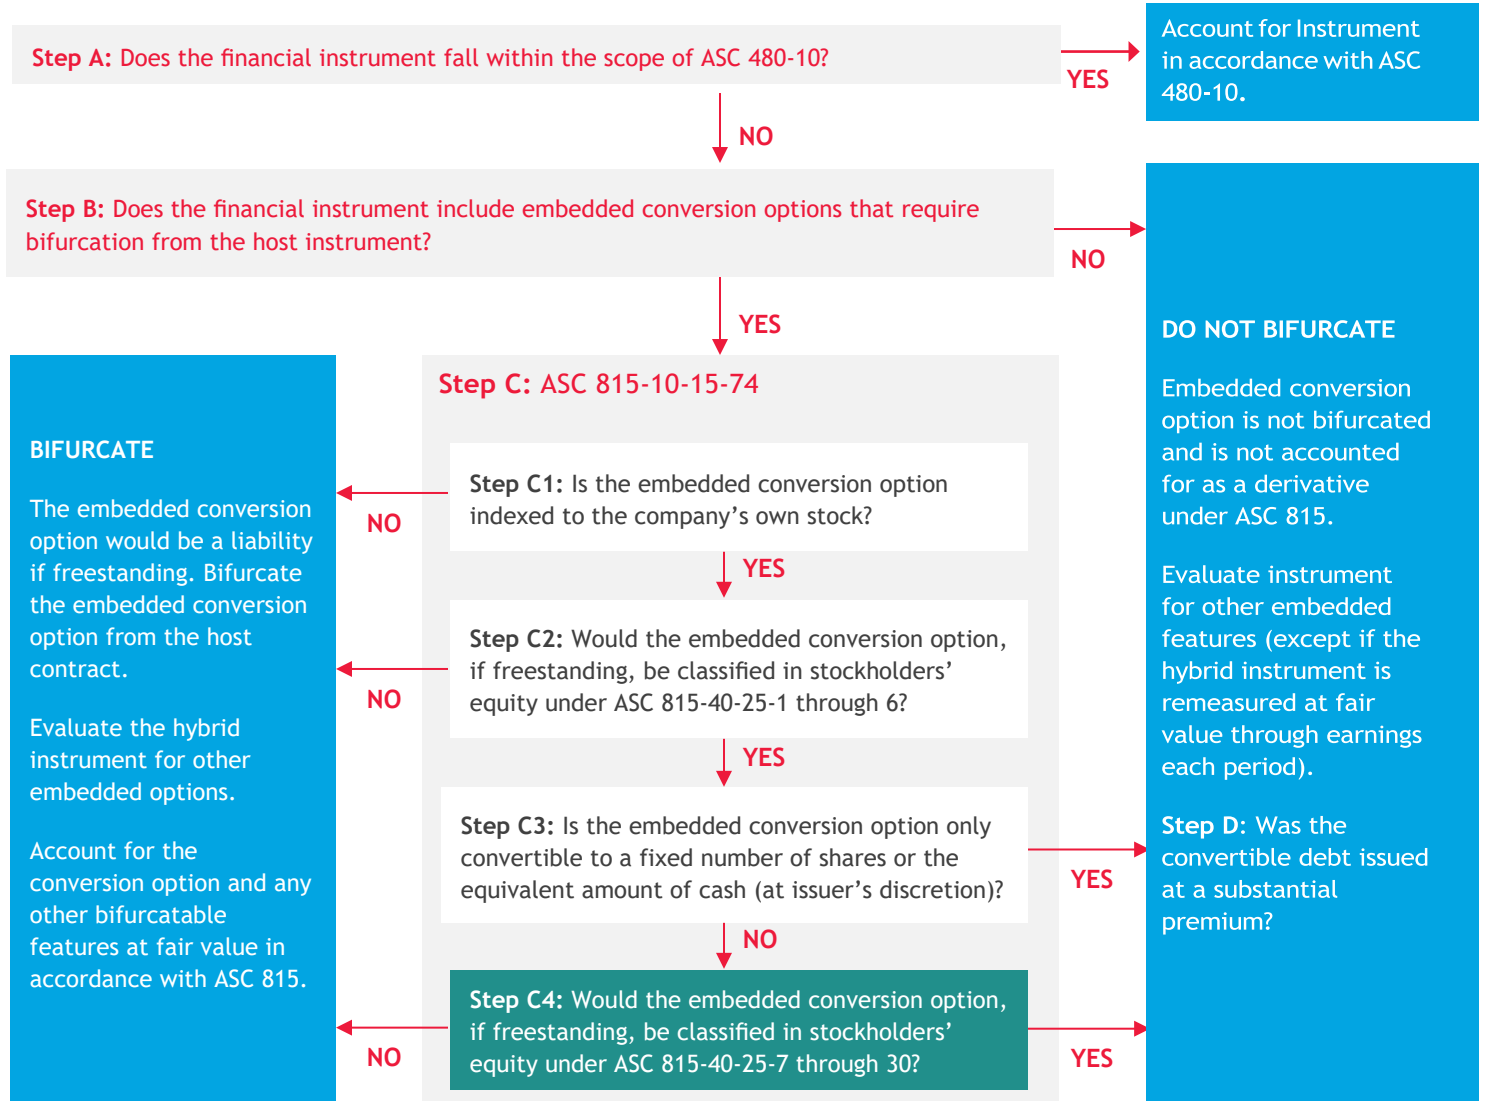 Step A: Does the financial instrument fall within the scope of ASC 480-10?
YES
Account for Instrument
in accordance with ASC
480-10.
NO
Step B: Does the financial instrument include embedded conversion options that require
bifurcation from the host instrument?
NO
YES
BIFURCATE
The embedded conversion
option would be a liability
if freestanding. Bifurcate
the embedded conversion
option from the host
contract.
Evaluate the hybrid
instrument for other
embedded options.
Account for the
conversion option and any
other bifurcatable
features at fair value in
accordance with ASC 815.
Step C: ASC 815-10-15-74
Step C1: Is the embedded conversion option
indexed to the company’s own stock?
NO
YES
Step C2: Would the embedded conversion option,
if freestanding, be classified in stockholders’
equity under ASC 815-40-25-1 through 6?
NO
YES
Step C3: Is the embedded conversion option only
convertible to a fixed number of shares or the
equivalent amount of cash (at issuer’s discretion)?
YES
NO
Step C4: Would the embedded conversion option,
if freestanding, be classified in stockholders’
equity under ASC 815-40-25-7 through 30?
NO
YES
DO NOT BIFURCATE
Embedded conversion
option is not bifurcated
and is not accounted
for as a derivative
under ASC 815.
Evaluate instrument
for other embedded
features (except if the
hybrid instrument is
remeasured at fair
value through earnings
each period).
Step D: Was the
convertible debt issued
at a substantial
premium?